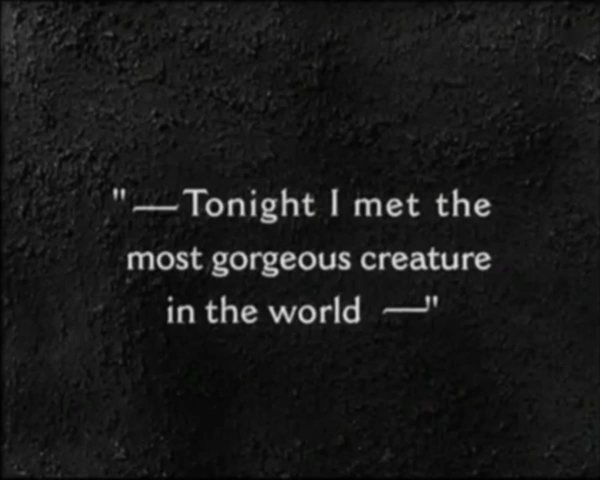 "—Tonight I met the
most gorgeous creature
in the world —"